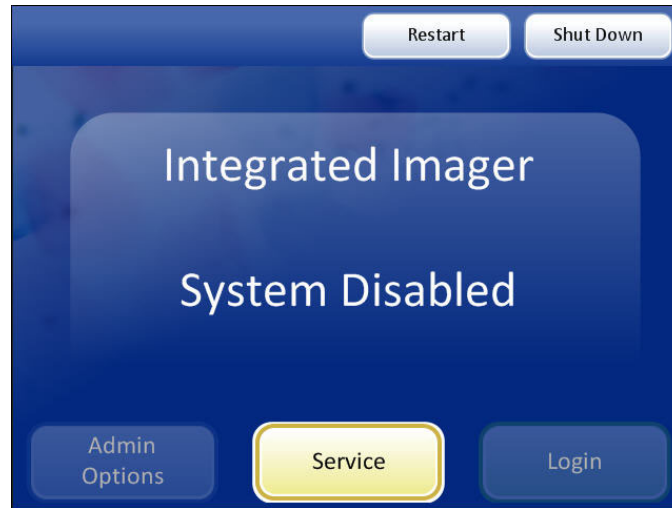 Restart
Shut Down
Integrated Imager
System Disabled
Admin
Options
Service
Login